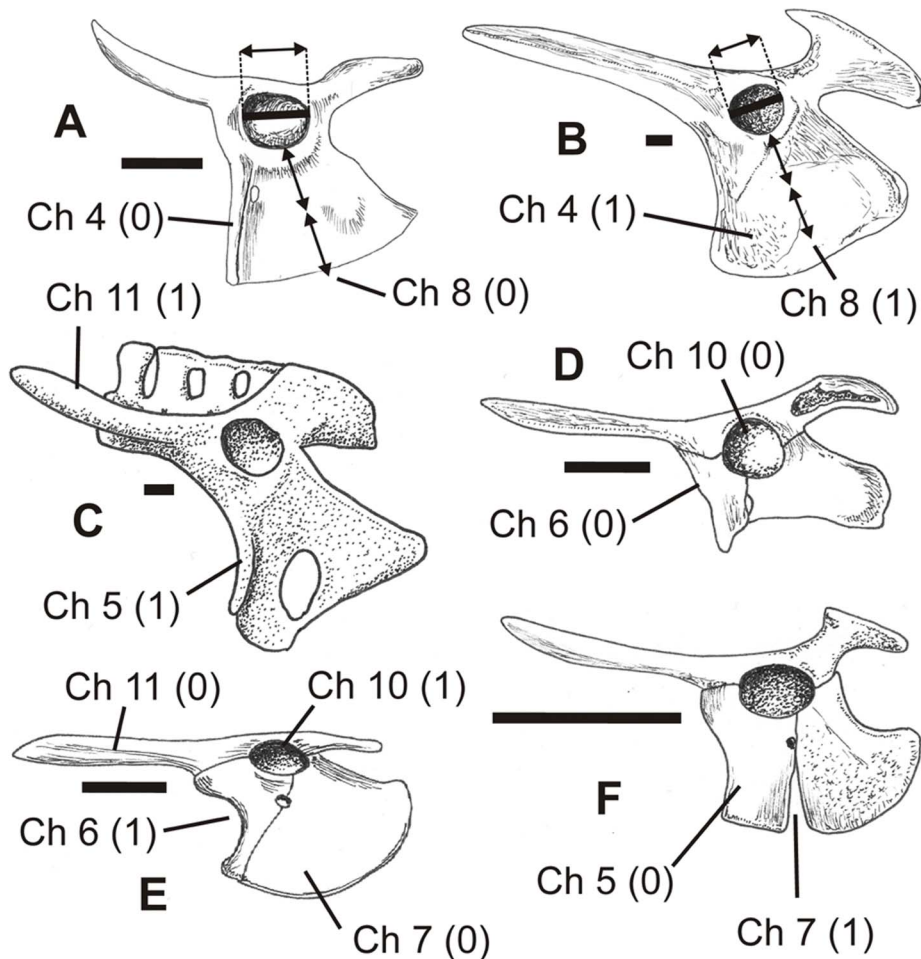 A
B
Ch 4 (0)
Ch 4 (1)
Ch 8 (0)
Ch 8 (1)
Ch 11 (1)
Ch 10 (0)
D
C
Ch 6 (0)
Ch 5 (1)
Ch 11 (0)
Ch 10 (1)
Ch 6 (1)
E
Ch 7 (0)
F
Ch 5 (0)
Ch 7 (1)